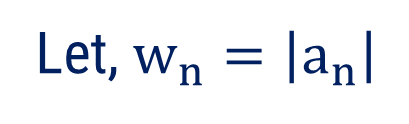 Let, wₙ = |aₙ|